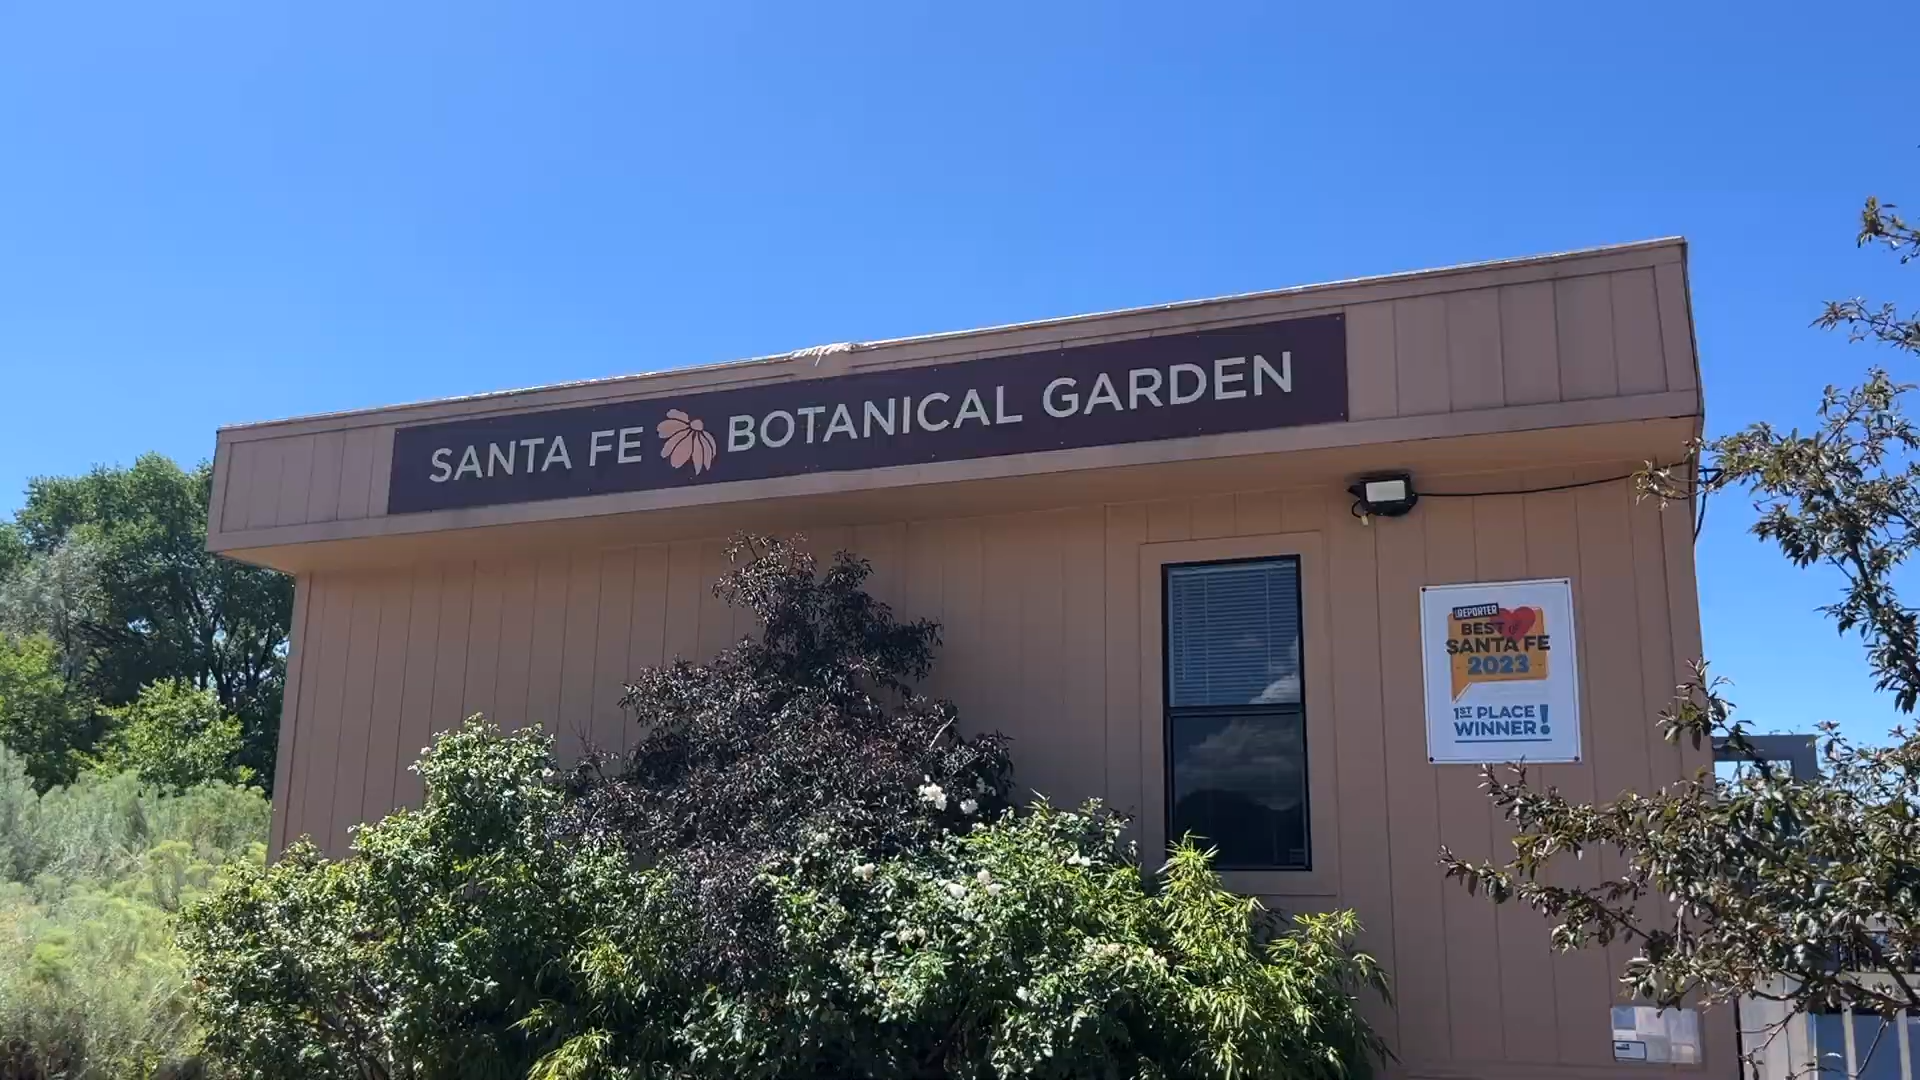 SANTA FE BOTANICAL GARDEN
REPORTER
BEST of
SANTA FE
2023
1ST PLACE
WINNER!